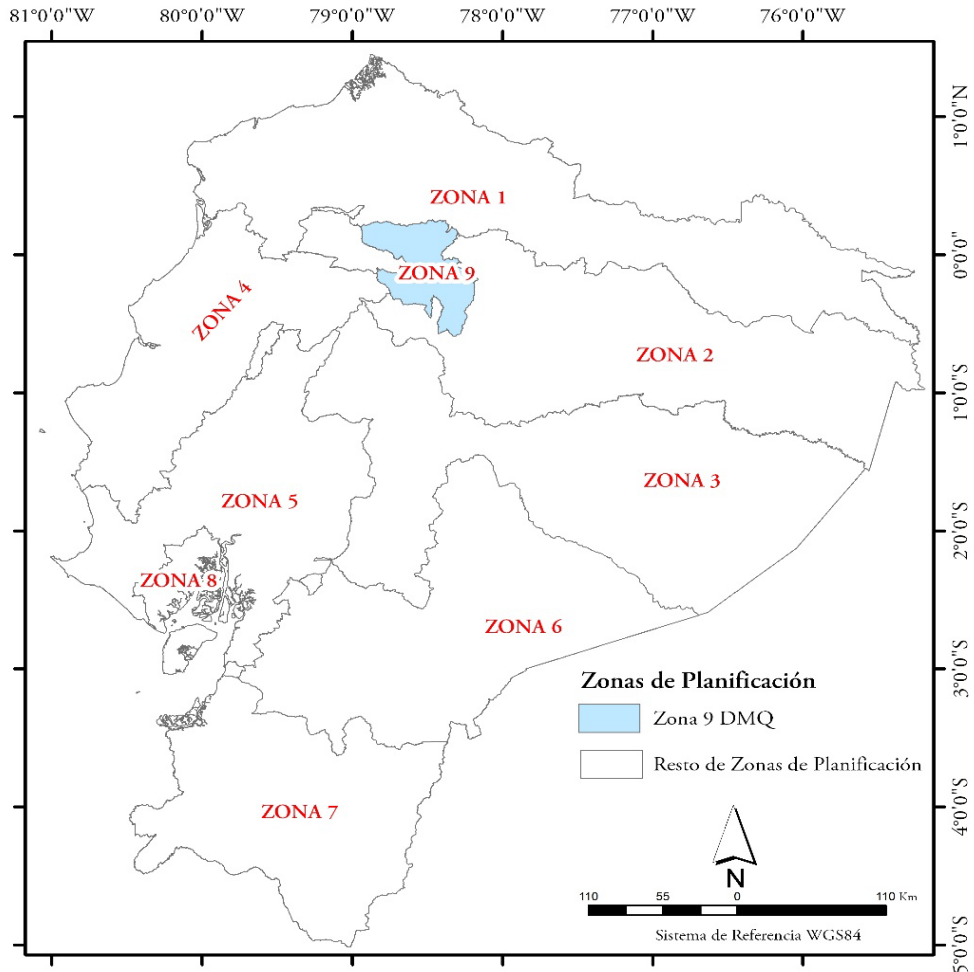 81°0'0"W 80°0'0"W 79°0'0"W 78°0'0"W 77°0'0"W 76°0'0"W
1°0'0"N
ZONA 1
0°0'0"
ZONA 9
ZONA 4
ZONA 2
1°0'0"S
ZONA 3
ZONA 5
2°0'0"S
ZONA 8
ZONA 6
3°0'0"S
Zonas de Planificación
Zona 9 DMQ
Resto de Zonas de Planificación
ZONA 7
4°0'0"S
N
110 55 0 110 Km
Sistema de Referencia WGS84
5°0'0"S